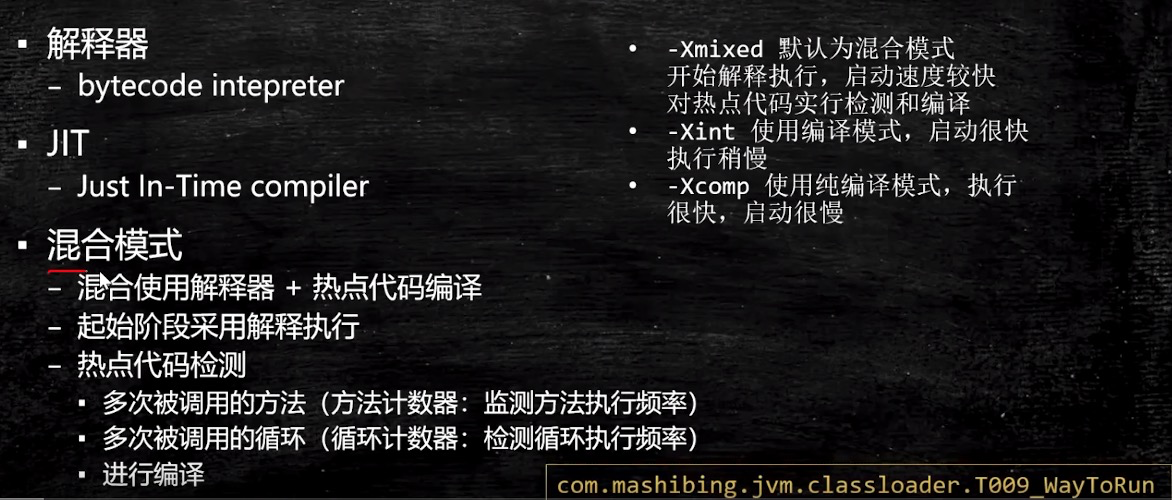 ▪ 解释器
– bytecode intepreter
▪ JIT
– Just In-Time compiler
▪ 混合模式
– 混合使用解释器 + 热点代码编译
– 起始阶段采用解释执行
– 热点代码检测
▪ 多次被调用的方法（方法计数器：监测方法执行频率）
▪ 多次被调用的循环（循环计数器：检测循环执行频率）
▪ 进行编译
• -Xmixed 默认为混合模式
开始解释执行，启动速度较快
对热点代码实行检测和编译
• -Xint 使用编译模式，启动很快
执行稍慢
• -Xcomp 使用纯编译模式，执行
很快，启动很慢
com.mashibing.jvm.classloader.T009_WayToRun